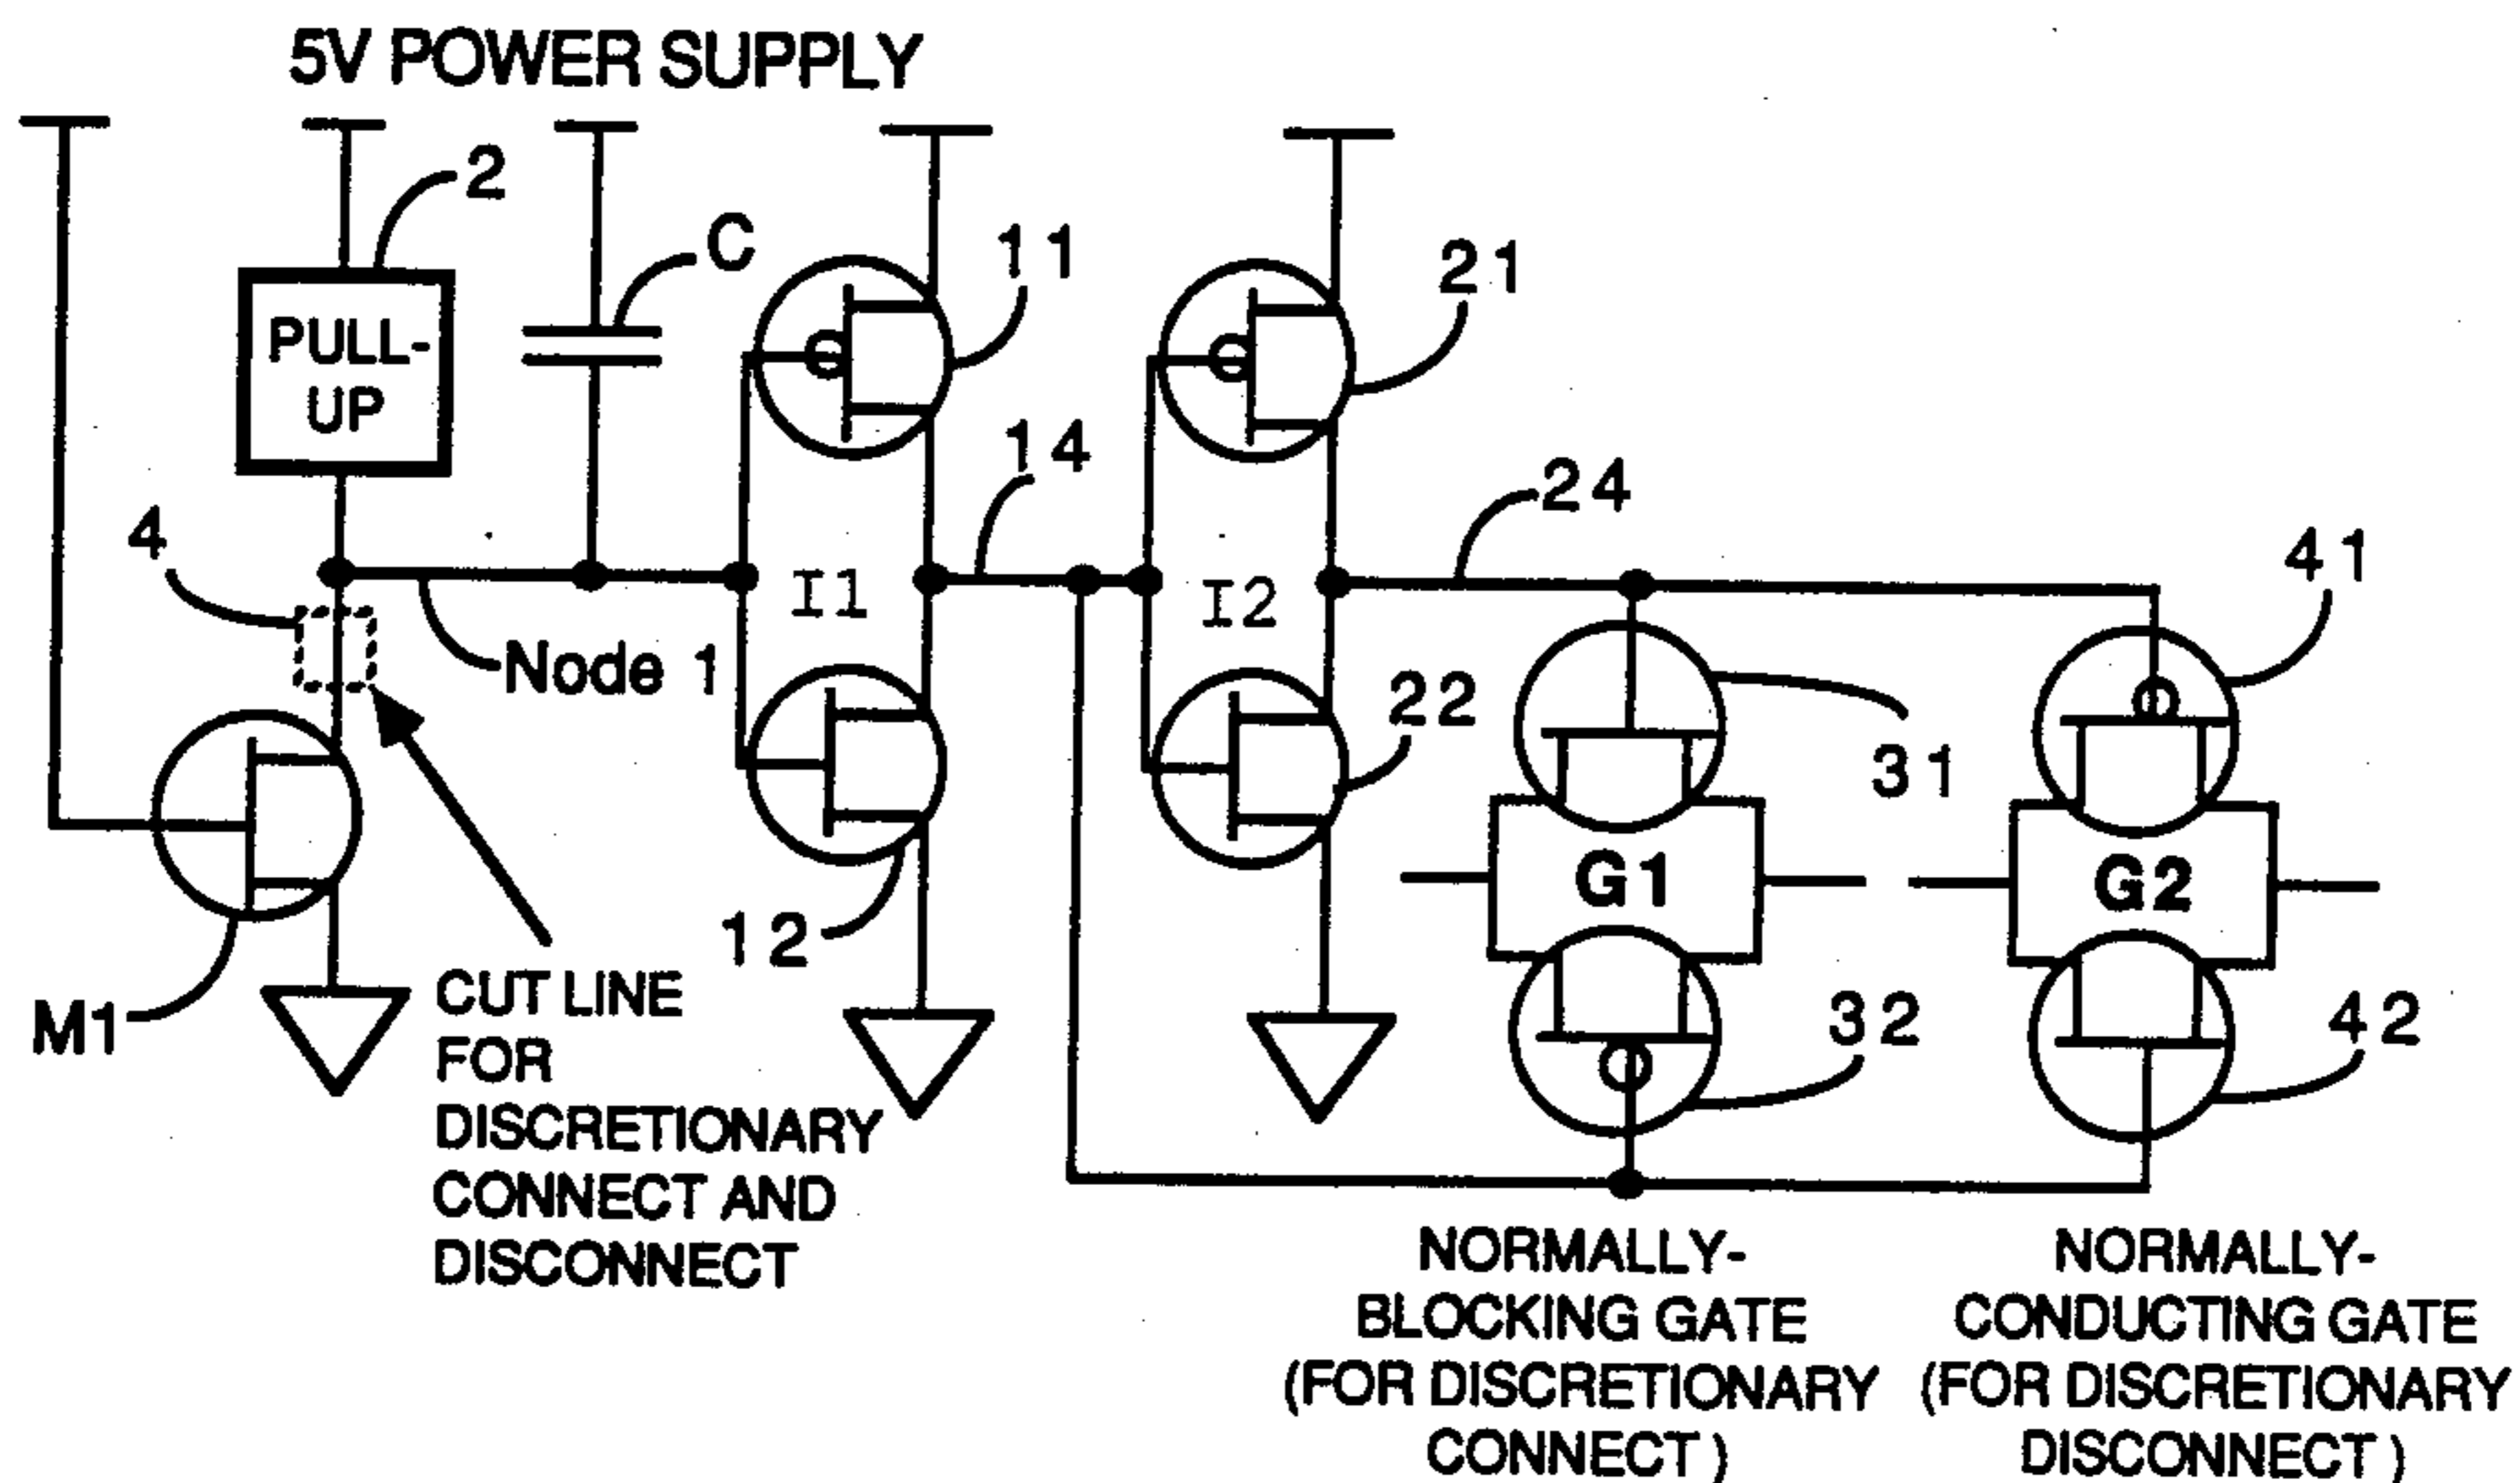 5V POWER SUPPLY
2
C
11
21
PULL-
UP
14
24
4
41
I1
I2
Node 1
22
31
G1
G2
12
M1
CUT LINE
FOR
DISCRETIONARY
CONNECT AND
DISCONNECT
32
42
NORMALLY-
BLOCKING GATE
(FOR DISCRETIONARY
CONNECT)
NORMALLY-
CONDUCTING GATE
(FOR DISCRETIONARY
DISCONNECT)